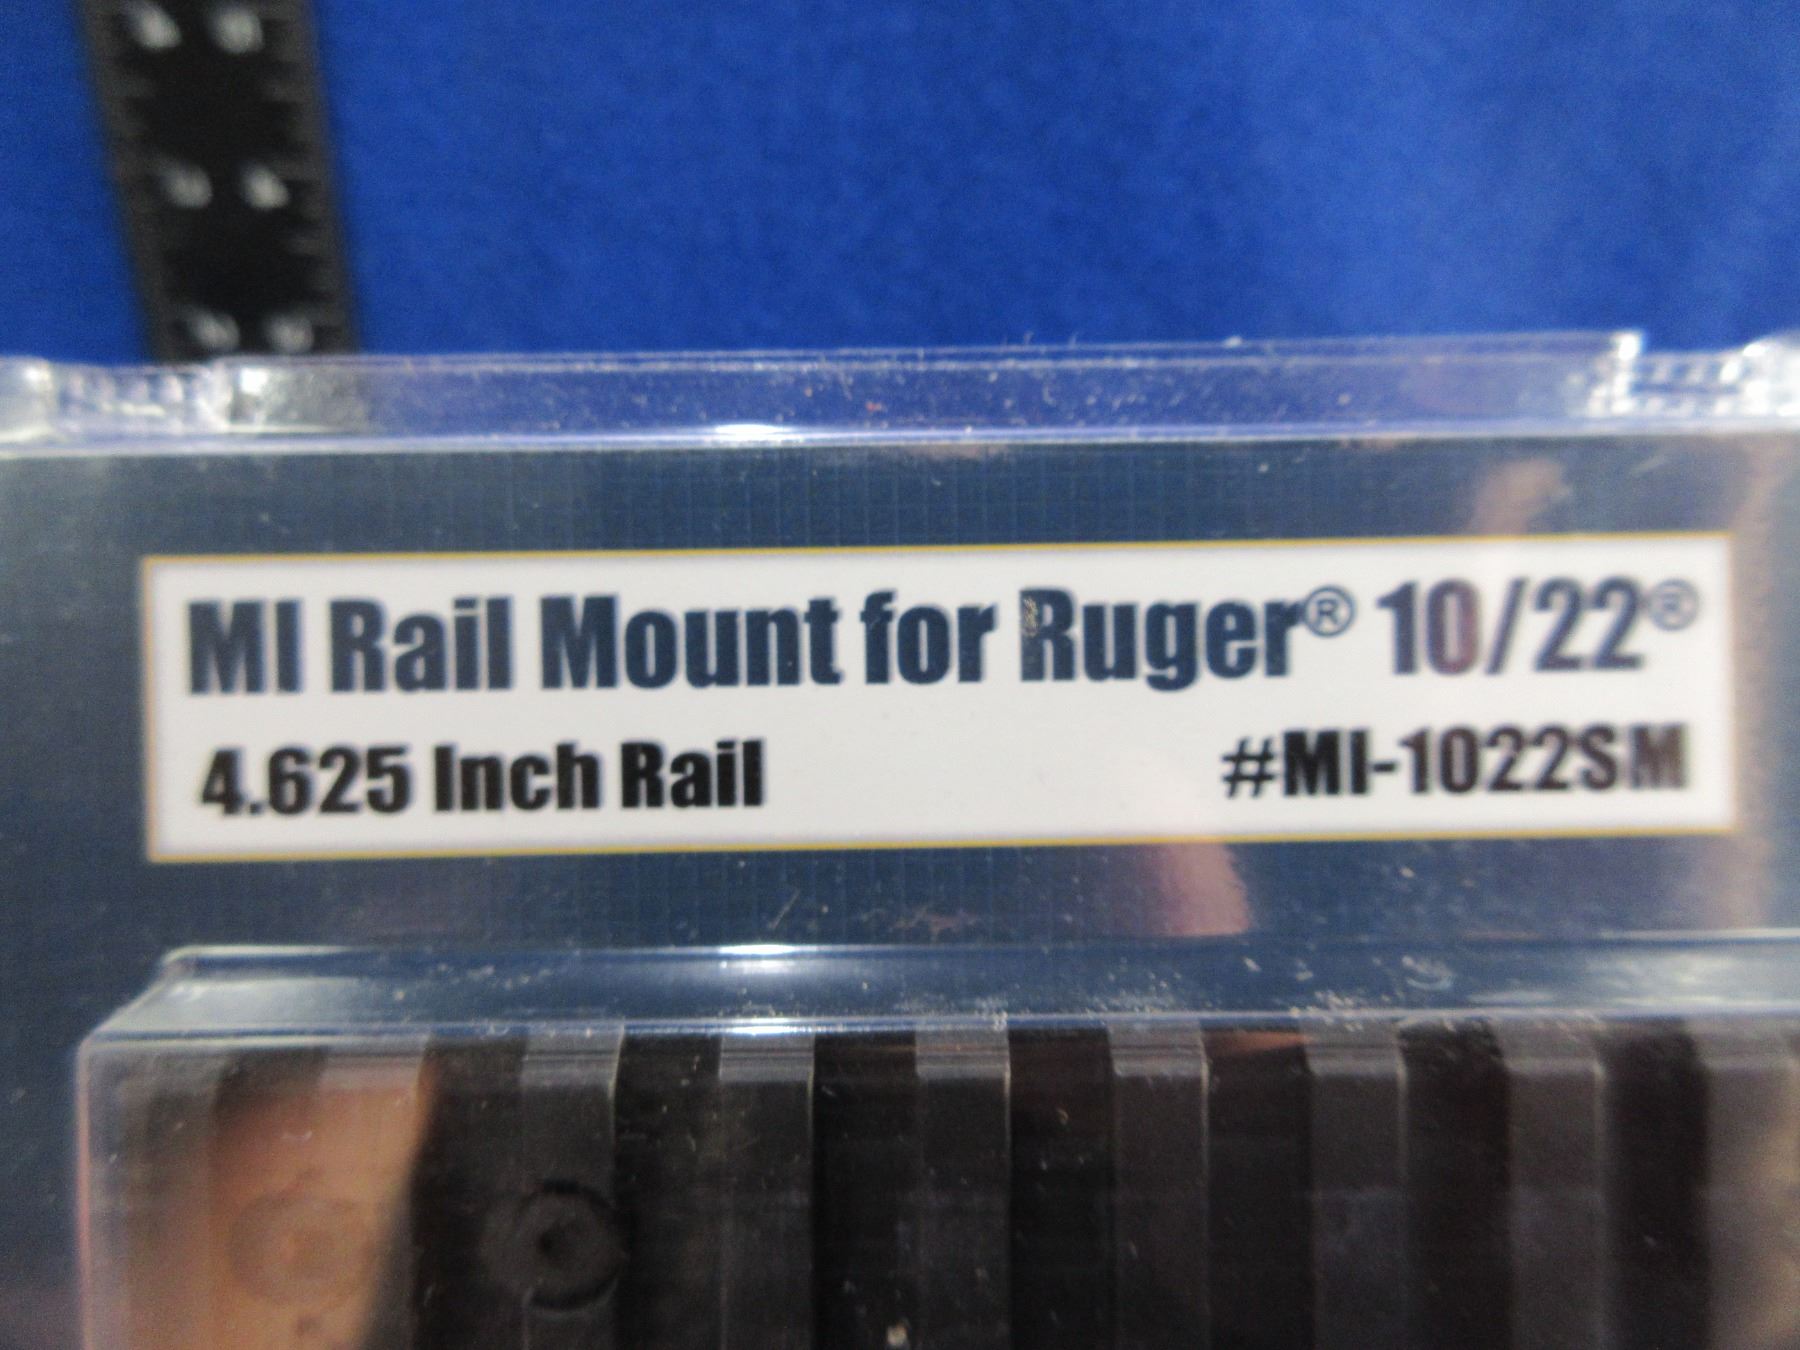 MI Rail Mount for Ruger® 10/22®
4.625 Inch Rail #MI-1022SM